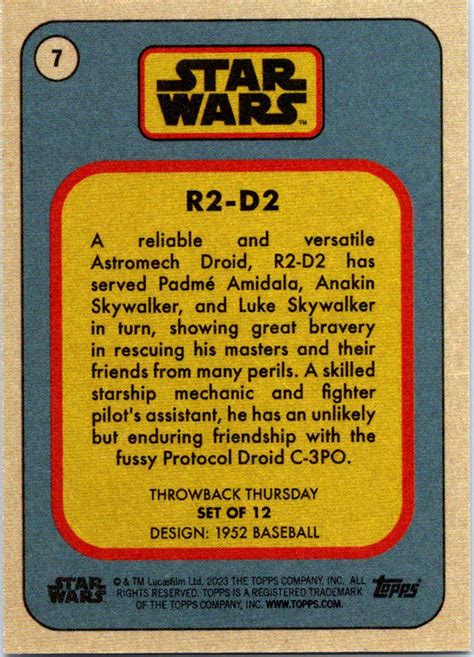 7
STAR
WARS
TM
R2-D2
A reliable and versatile
Astromech Droid, R2-D2 has
served Padmé Amidala, Anakin
Skywalker, and Luke Skywalker
in turn, showing great bravery
in rescuing his masters and their
friends from many perils. A skilled
starship mechanic and fighter
pilot's assistant, he has an unlikely
but enduring friendship with the
fussy Protocol Droid C-3PO.
THROWBACK THURSDAY
SET OF 12
DESIGN: 1952 BASEBALL
STAR
WARS
© & TM Lucasfilm Ltd. 2023 THE TOPPS COMPANY, INC. ALL
RIGHTS RESERVED. TOPPS IS A REGISTERED TRADEMARK
OF THE TOPPS COMPANY, INC. WWW.TOPPS.COM.
topps